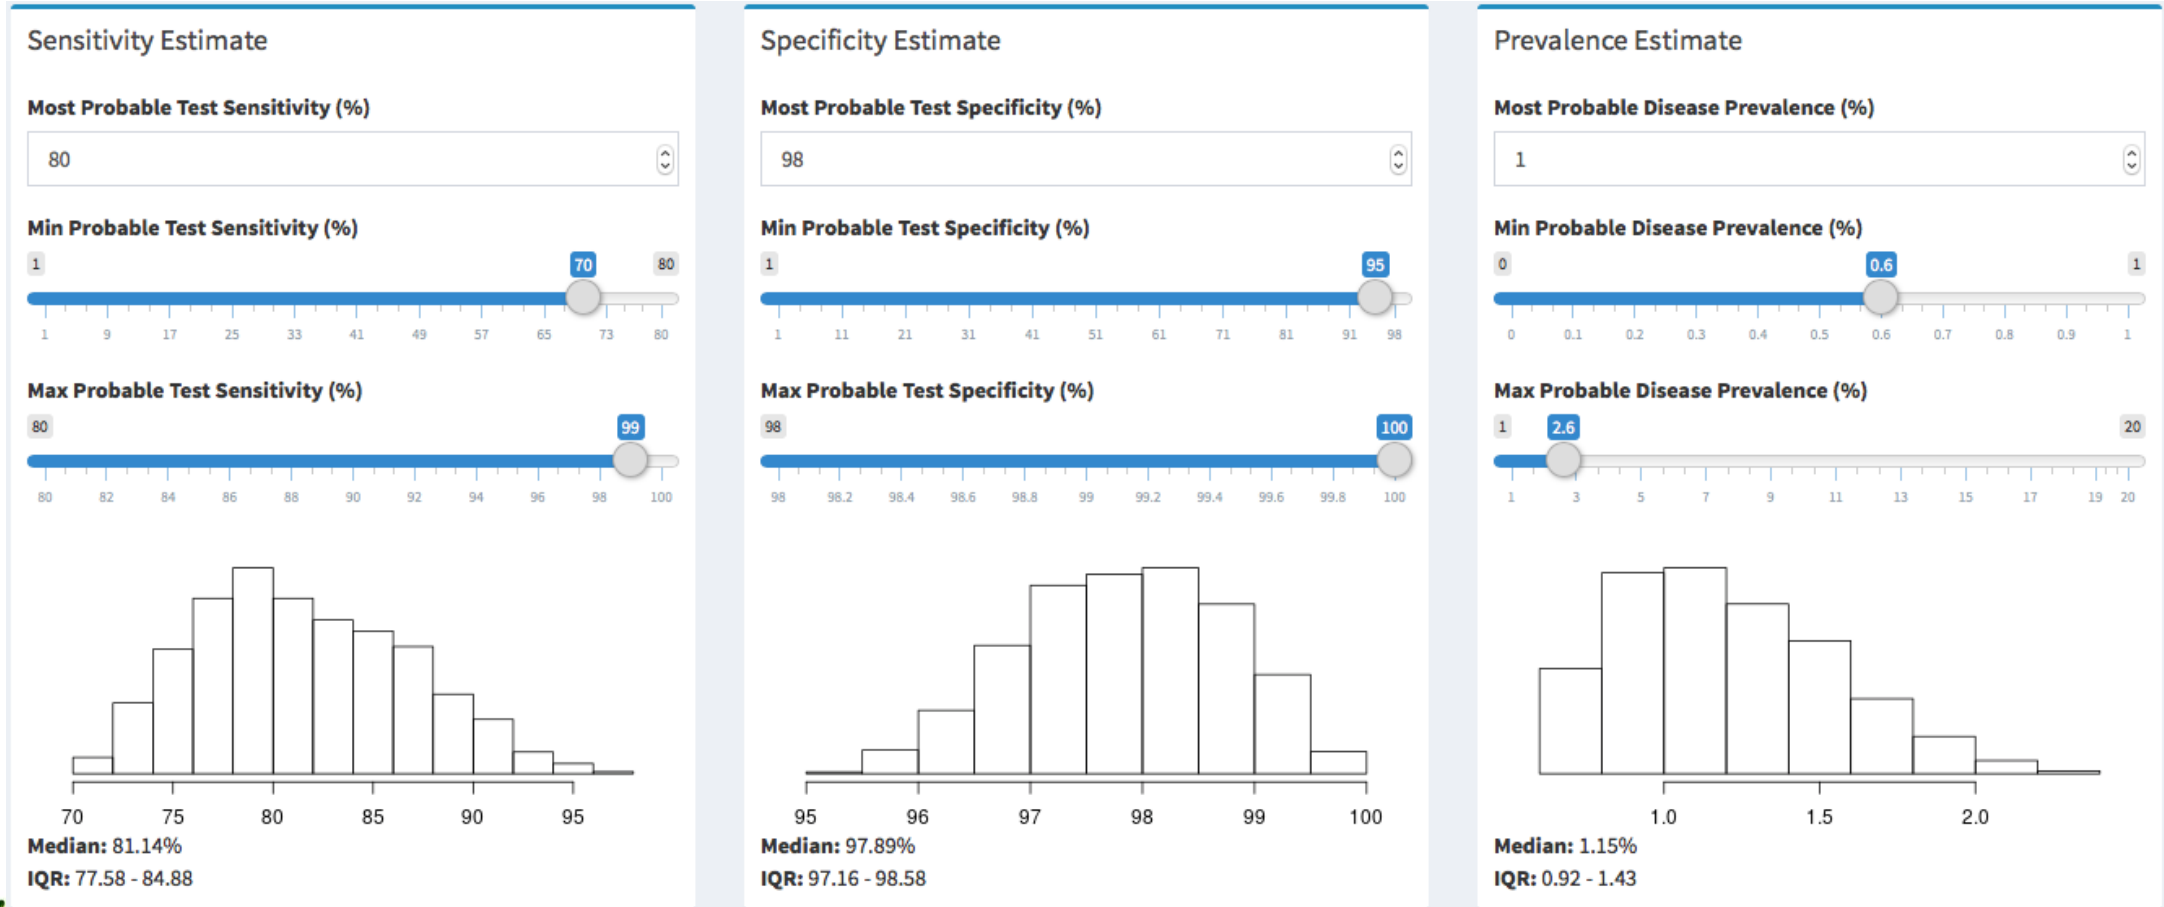 Sensitivity Estimate
Most Probable Test Sensitivity (%)
80
Min Probable Test Sensitivity (%)
1 70 80
1 9 17 25 33 41 49 57 65 73 80
Max Probable Test Sensitivity (%)
80 99
80 82 84 86 88 90 92 94 96 98 100
70 75 80 85 90 95
Median: 81.14%
IQR: 77.58 - 84.88
Specificity Estimate
Most Probable Test Specificity (%)
98
Min Probable Test Specificity (%)
1 95
1 11 21 31 41 51 61 71 81 91 98
Max Probable Test Specificity (%)
98 100
98 98.2 98.4 98.6 98.8 99 99.2 99.4 99.6 99.8 100
95 96 97 98 99 100
Median: 97.89%
IQR: 97.16 - 98.58
Prevalence Estimate
Most Probable Disease Prevalence (%)
1
Min Probable Disease Prevalence (%)
0 0.6 1
0 0.1 0.2 0.3 0.4 0.5 0.6 0.7 0.8 0.9 1
Max Probable Disease Prevalence (%)
1 2.6 20
1 3 5 7 9 11 13 15 17 19 20
1.0 1.5 2.0
Median: 1.15%
IQR: 0.92 - 1.43